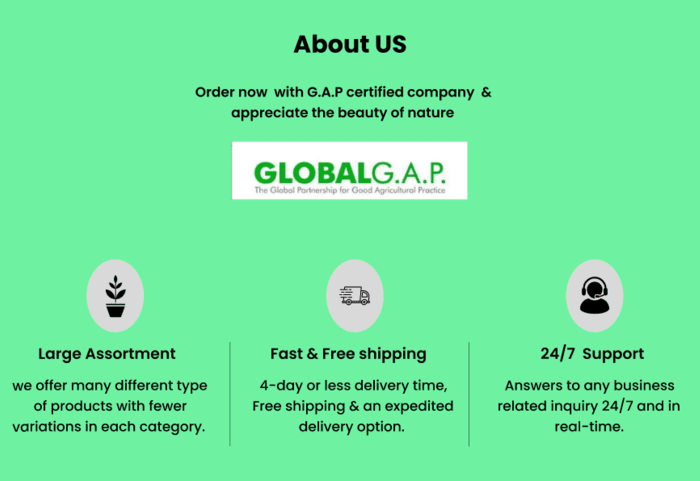 About US
Order now with G.A.P certified company &
appreciate the beauty of nature
GLOBALG.A.P.
The Global Partnership for Good Agricultural Practice
Large Assortment
we offer many different type
of products with fewer
variations in each category.
Fast & Free shipping
4-day or less delivery time,
Free shipping & an expedited
delivery option.
24/7 Support
Answers to any business
related inquiry 24/7 and in
real-time.